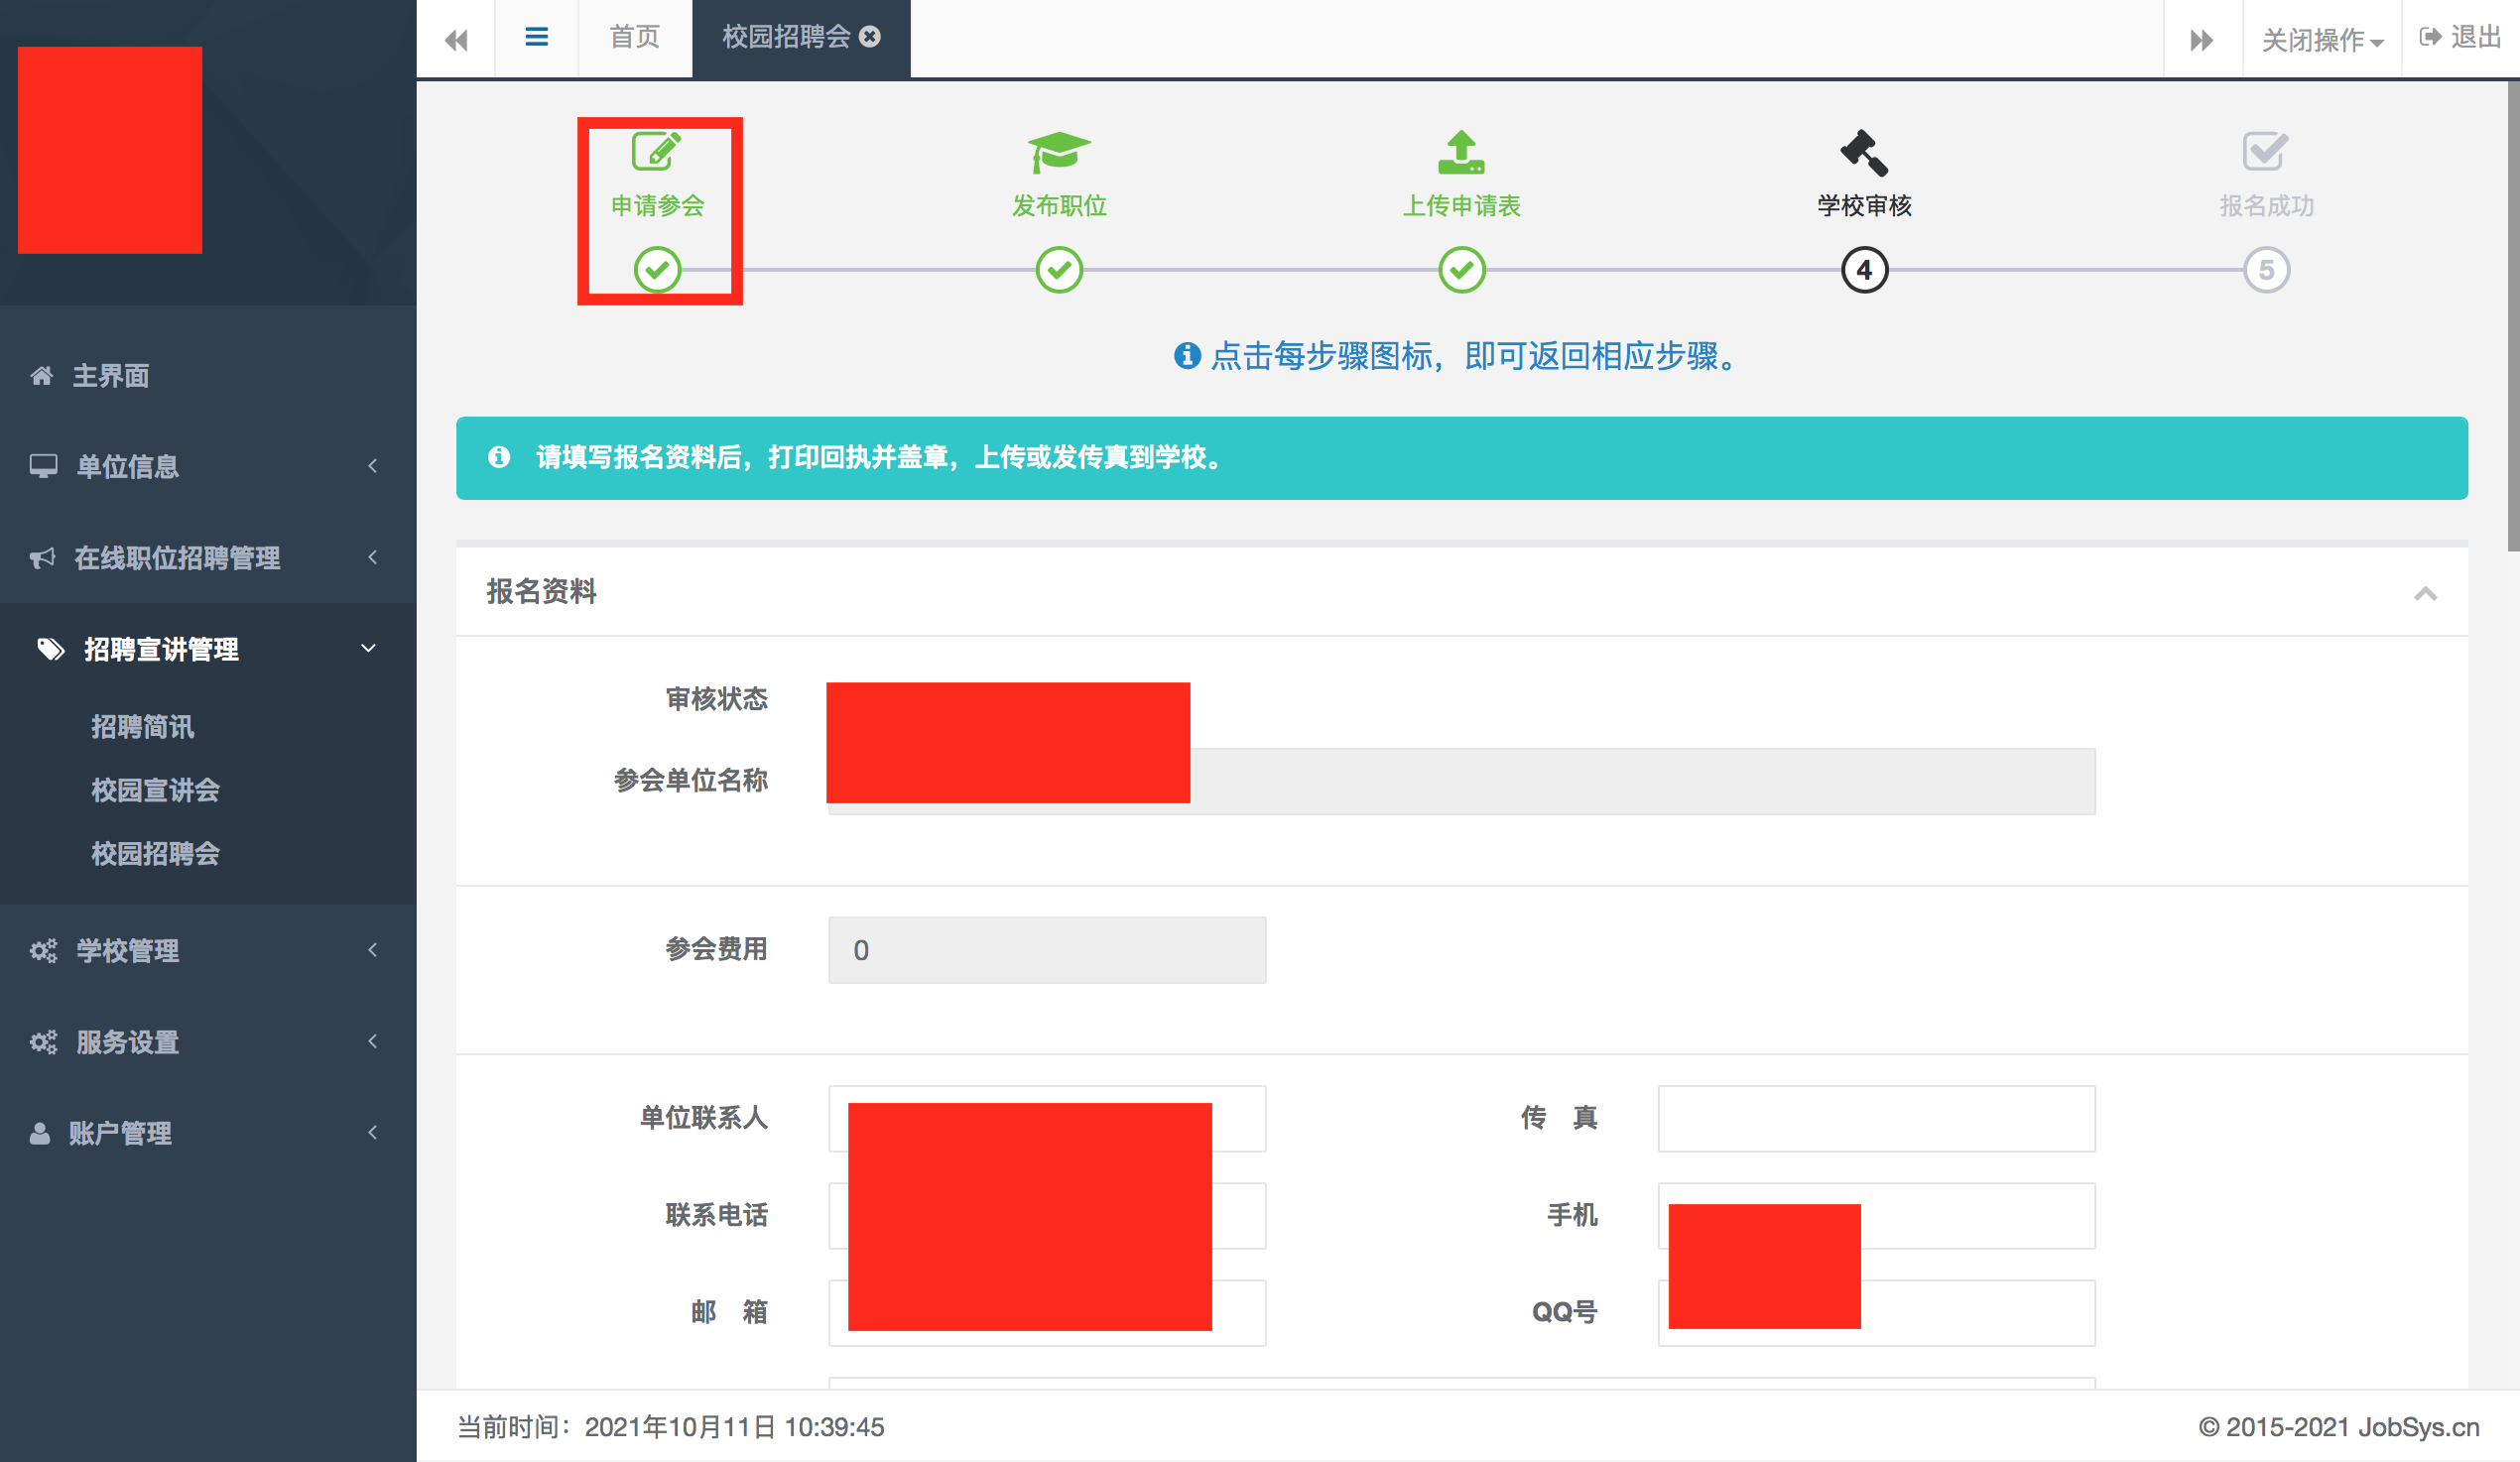 首页
校园招聘会
关闭操作
退出
主界面
单位信息
在线职位招聘管理
招聘宣讲管理
招聘简讯
校园宣讲会
校园招聘会
学校管理
服务设置
账户管理
申请参会
发布职位
上传申请表
学校审核
报名成功
4
5
点击每步骤图标，即可返回相应步骤。
请填写报名资料后，打印回执并盖章，上传或发传真到学校。
报名资料
审核状态
参会单位名称
参会费用
0
单位联系人
传 真
联系电话
手机
邮 箱
QQ号
当前时间：2021年10月11日 10:39:45
© 2015-2021 JobSys.cn